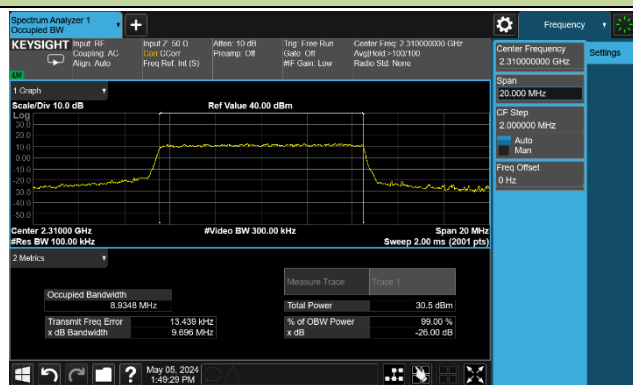 Spectrum Analyzer 1
Occupied BW
Frequency
KEYSIGHT
Input: RF
Coupling: AC
Align: Auto
Input Z: 50 Ω
Corr CCorr
Freq Ref: Int (S)
Atten: 10 dB
Preamp: Off
Trig: Free Run
Gate: Off
#IF Gain: Low
Center Freq: 2.310000000 GHz
Avg|Hold:>100/100
Radio Std: None
LXI
Center Frequency
2.310000000 GHz
Settings
Span
20.000 MHz
CF Step
2.000000 MHz
Auto
Man
Freq Offset
0 Hz
1 Graph
Scale/Div 10.0 dB
Ref Value 40.00 dBm
Log
30.0
20.0
10.0
0.00
-10.0
-20.0
-30.0
-40.0
-50.0
Center 2.31000 GHz
#Video BW 300.00 kHz
Span 20 MHz
#Res BW 100.00 kHz
Sweep 2.00 ms (2001 pts)
2 Metrics
Measure Trace
Trace 1
Occupied Bandwidth
8.9348 MHz
Total Power
30.5 dBm
Transmit Freq Error
13.439 kHz
% of OBW Power
99.00 %
x dB Bandwidth
9.696 MHz
x dB
-26.00 dB
May 05, 2024
1:49:29 PM